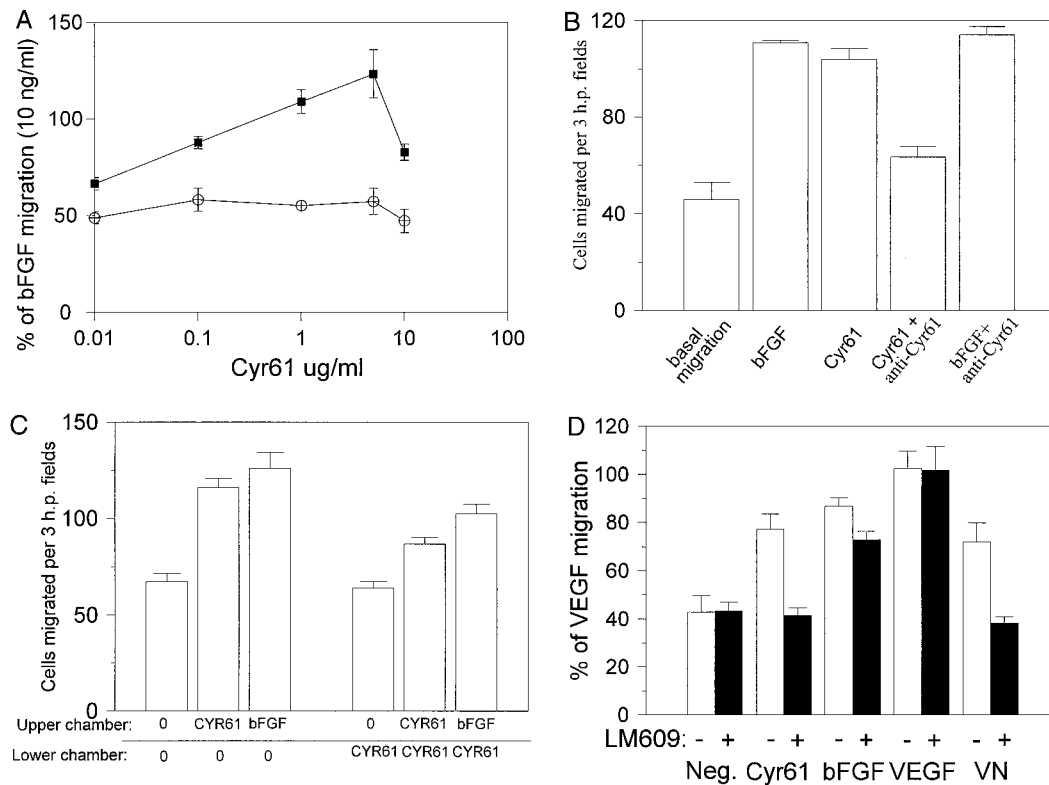 A
150
100
50
0
% of bFGF migration (10 ng/ml)
0.01 0.1 1 10 100
Cyr61 ug/ml
B
120
80
40
0
Cells migrated per 3 h.p. fields
basal migration
bFGF
Cyr61
Cyr61 + anti-Cyr61
bFGF+ anti-Cyr61
C
150
100
50
0
Cells migrated per 3 h.p. fields
Upper chamber: 0 CYR61 bFGF 0 CYR61 bFGF
Lower chamber: 0 0 0 CYR61 CYR61 CYR61
D
120
100
80
60
40
20
0
% of VEGF migration
LM609: - + - + - + - + - +
Neg. Cyr61 bFGF VEGF VN